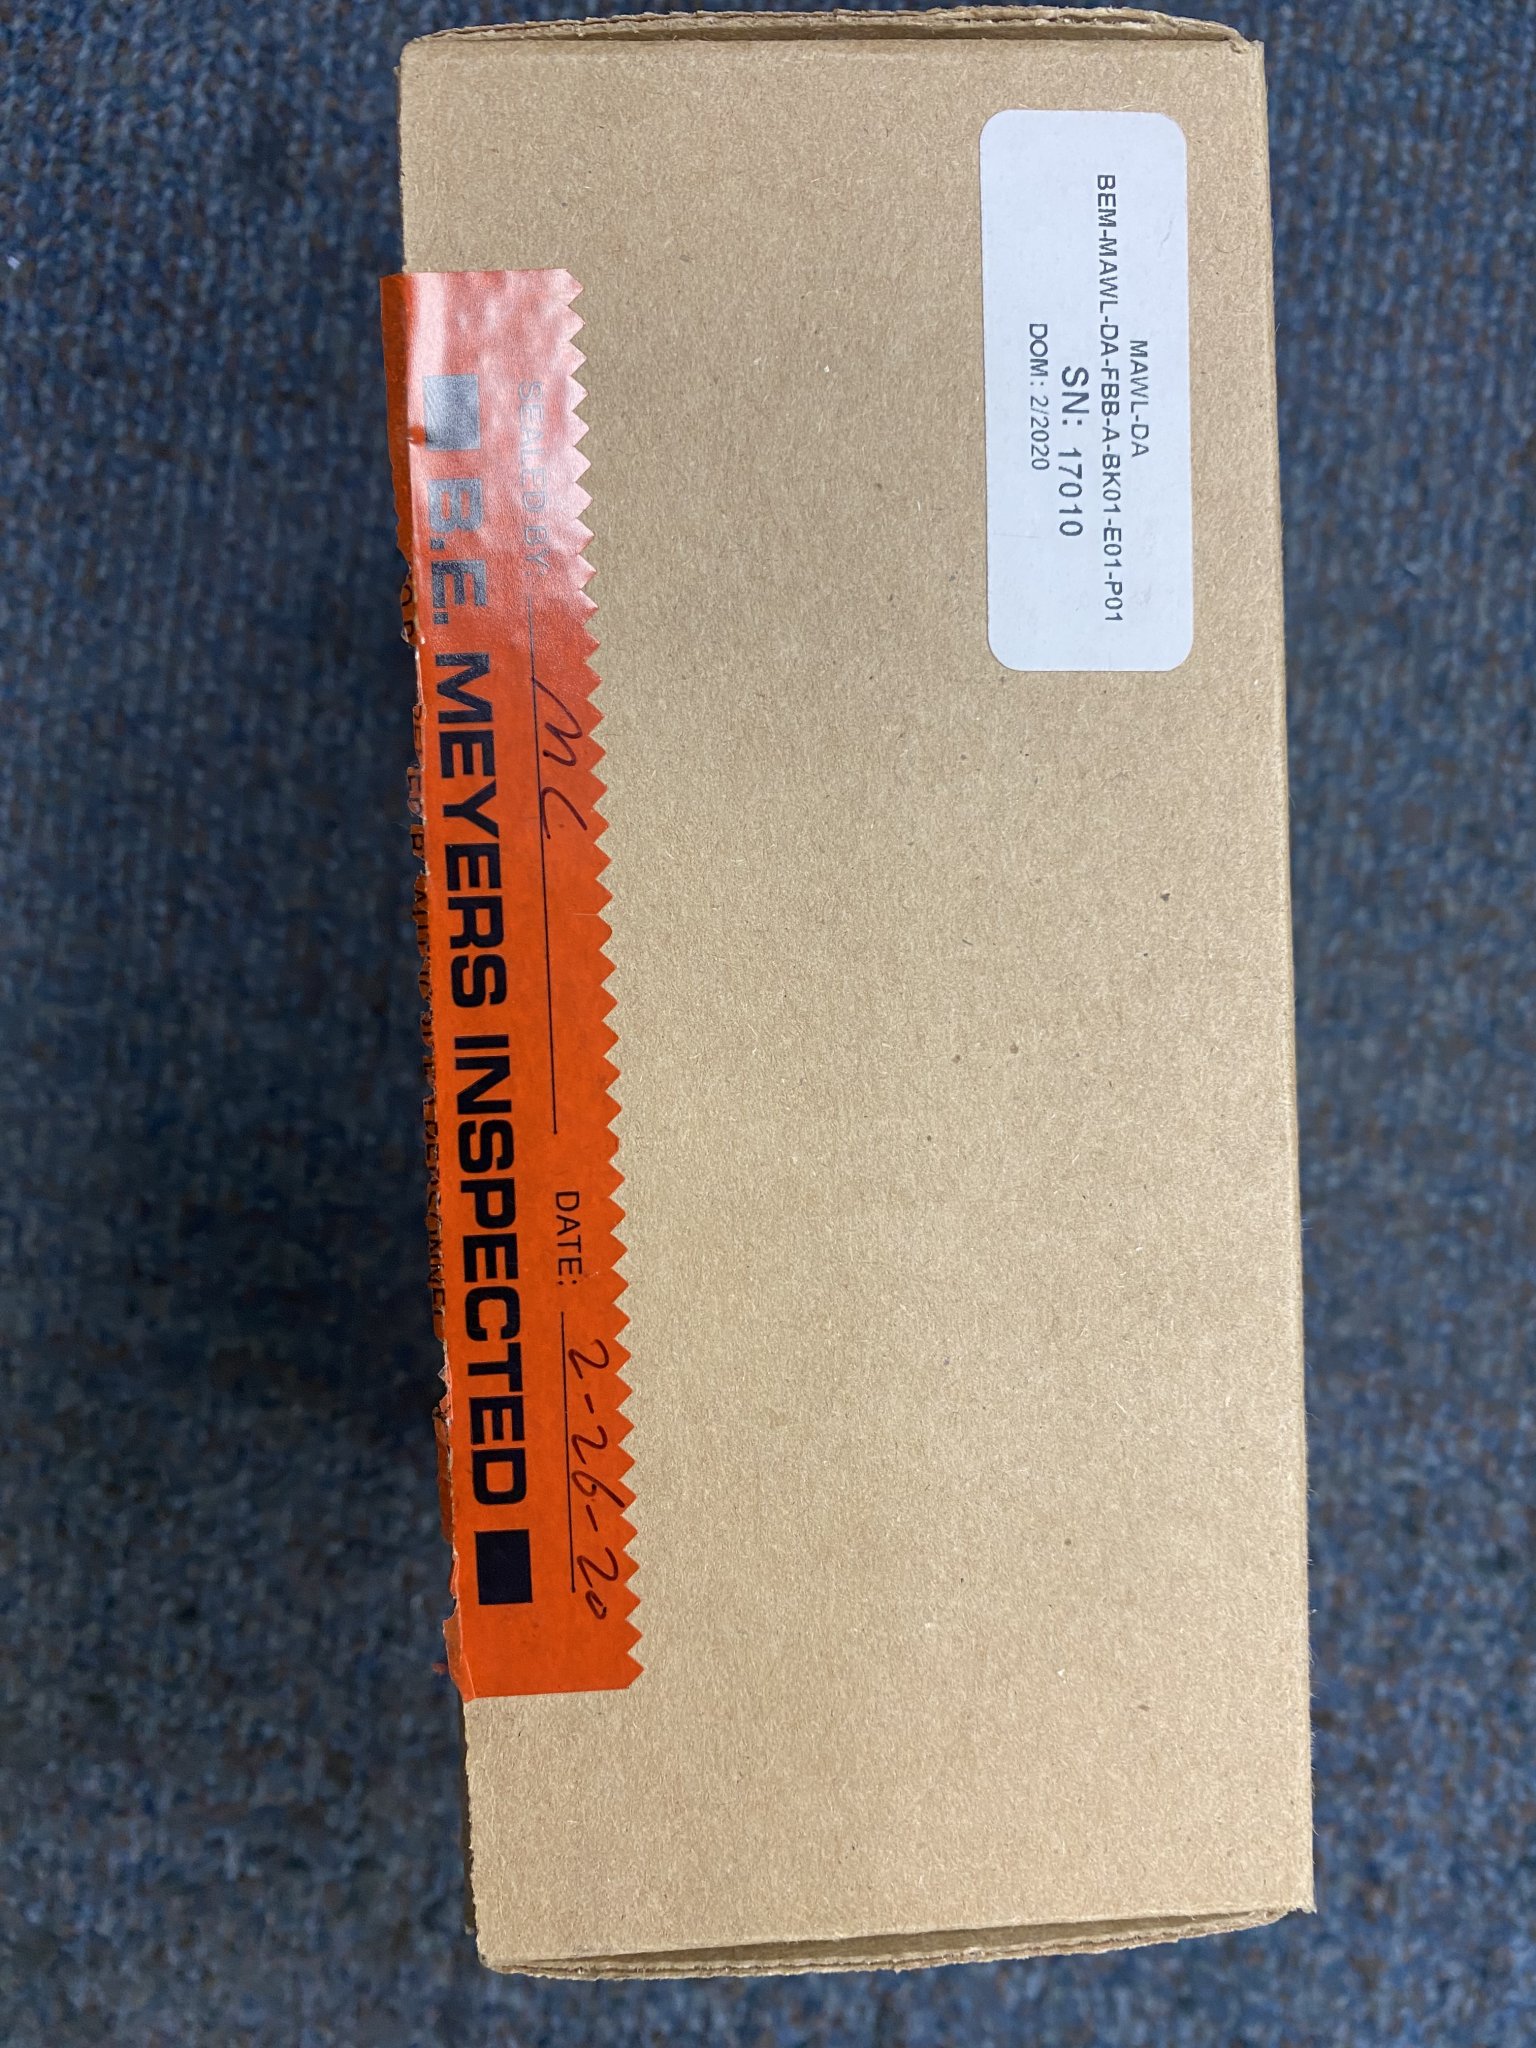 MAWL-DA
BEM-MAWL-DA-FBB-A-BK01-E01-P01
SN: 17010
DOM: 2/2020
SEALED BY: MC DATE: 2-26-20
B.E. MEYERS INSPECTED